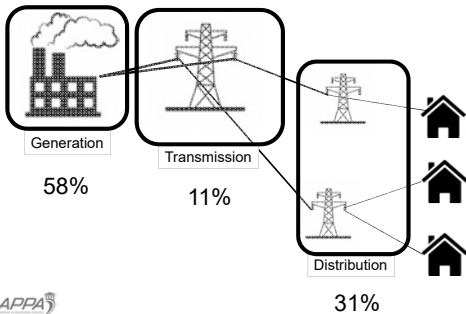 Generation
Transmission
58%
11%
Distribution
31%
APPA